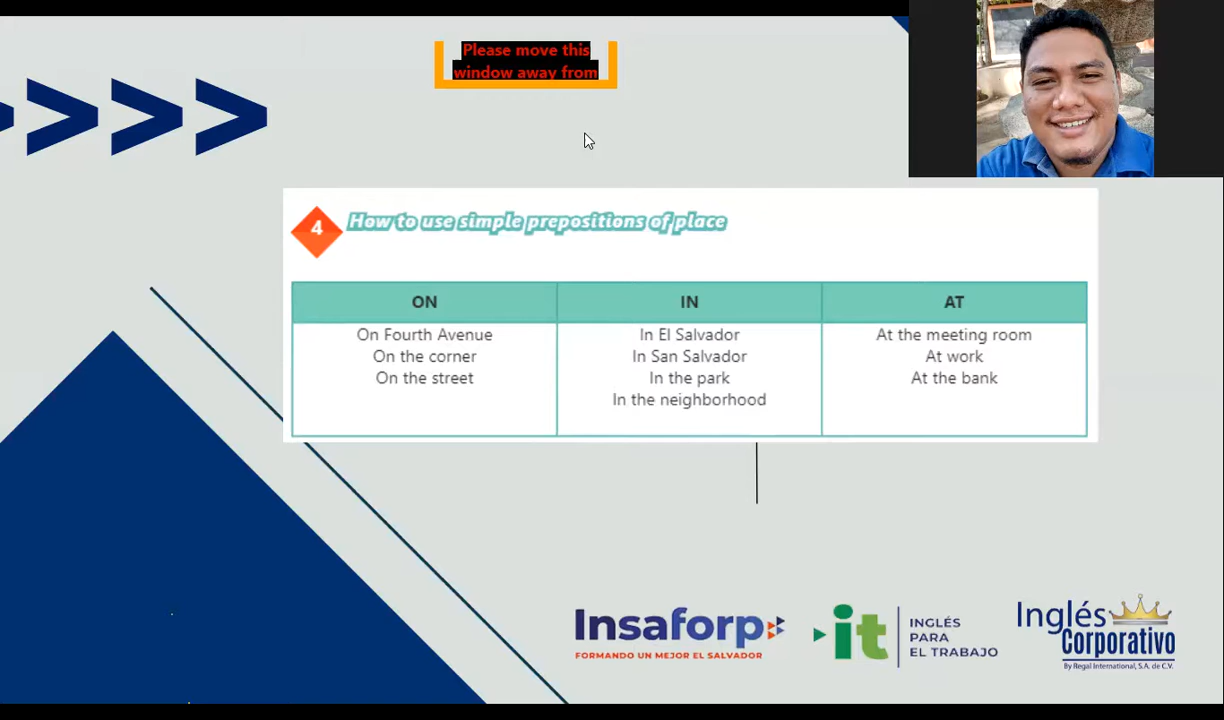 Please move this
window away from
4
How to use simple prepositions of place
ON
IN
AT
On Fourth Avenue
On the corner
On the street
In El Salvador
In San Salvador
In the park
In the neighborhood
At the meeting room
At work
At the bank
Insaforp
FORMANDO UN MEJOR EL SALVADOR
it
INGLÉS
PARA
EL TRABAJO
Inglés
Corporativo
By Regal International, S.A. de C.V.